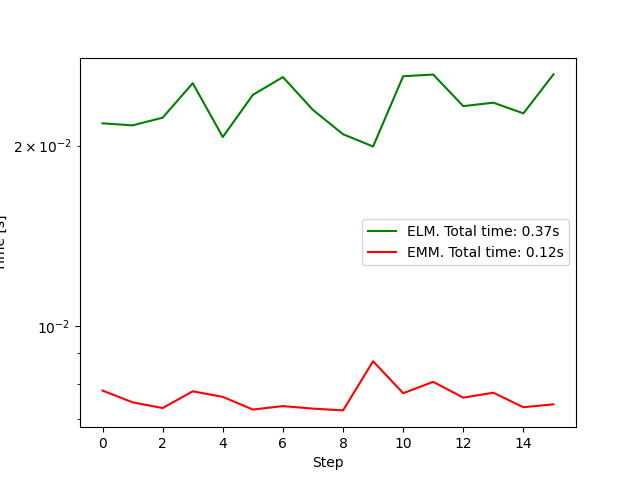 2 × 10⁻²
10⁻²
Time [s]
ELM. Total time: 0.37s
EMM. Total time: 0.12s
0 2 4 6 8 10 12 14
Step